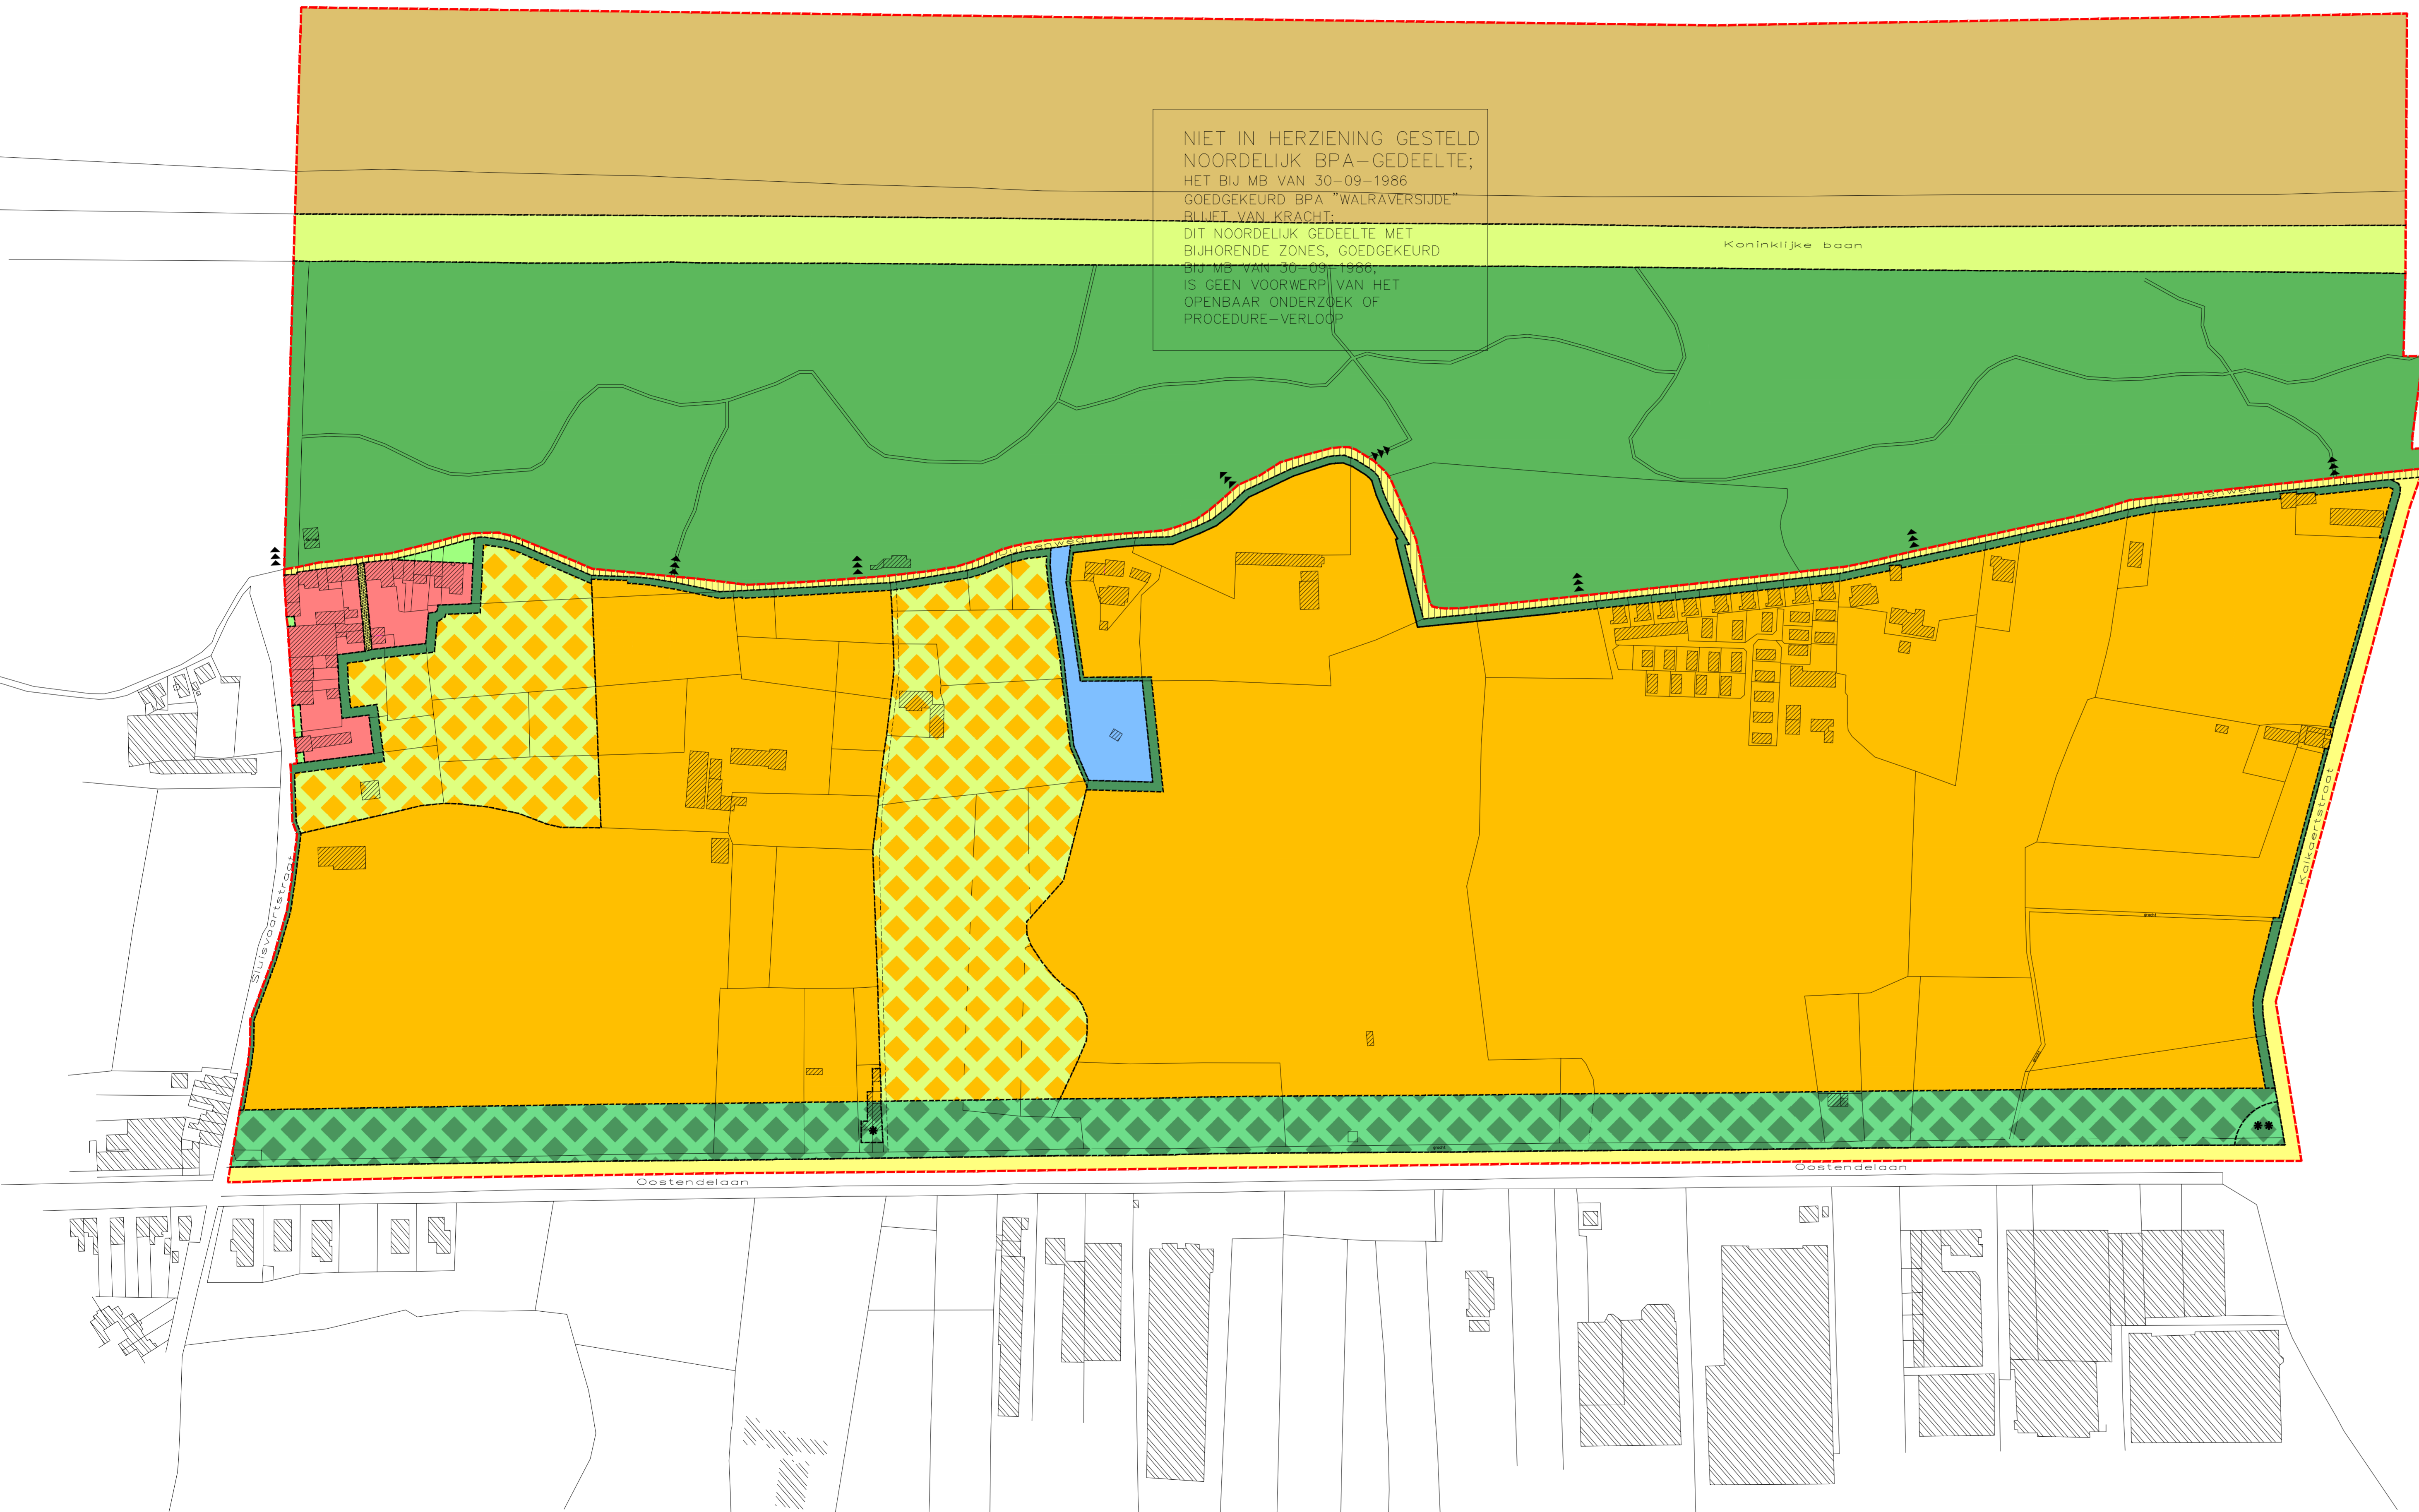 NIET IN HERZIENING GESTELD
NOORDELIJK BPA-GEDEELTE;
HET BIJ MB VAN 30-09-1986
GOEDGEKEURD BPA "WALRAVERSIJDE"
BLIJFT VAN KRACHT;
DIT NOORDELIJK GEDEELTE MET
BIJHORENDE ZONES, GOEDGEKEURD
BIJ MB VAN 30-09-1986,
IS GEEN VOORWERP VAN HET
OPENBAAR ONDERZOEK OF
PROCEDURE-VERLOOP
Koninklijke baan
Kalkaertstraat
Sluisvaartstraat
gracht
Oostendelaan
Oostendelaan